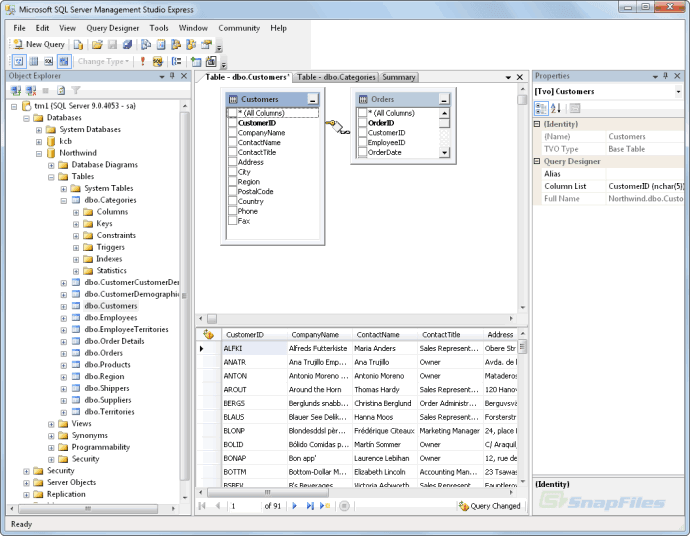 Microsoft SQL Server Management Studio Express
File Edit View Query Designer Tools Window Community Help
New Query
Change Type
Object Explorer
tm1 (SQL Server 9.0.4053 - sa)
Databases
System Databases
kcb
Northwind
Database Diagrams
Tables
System Tables
dbo.Categories
Columns
Keys
Constraints
Triggers
Indexes
Statistics
dbo.CustomerCustomerDem
dbo.CustomerDemographic
dbo.Customers
dbo.Employees
dbo.EmployeeTerritories
dbo.Order Details
dbo.Orders
dbo.Products
dbo.Region
dbo.Shippers
dbo.Suppliers
dbo.Territories
Views
Synonyms
Programmability
Security
Security
Server Objects
Replication
Table - dbo.Customers* Table - dbo.Categories Summary
Customers
* (All Columns)
CustomerID
CompanyName
ContactName
ContactTitle
Address
City
Region
PostalCode
Country
Phone
Fax
Orders
* (All Columns)
OrderID
CustomerID
EmployeeID
OrderDate
CustomerID CompanyName ContactName ContactTitle Address
ALFKI Alfreds Futterkiste Maria Anders Sales Represent... Obere Str
ANATR Ana Trujillo Emp... Ana Trujillo Owner Avda. de l
ANTON Antonio Moreno ... Antonio Moreno Owner Mataderos
AROUT Around the Horn Thomas Hardy Sales Represent... 120 Hanov
BERGS Berglunds snabb... Christina Berglund Order Administr... Berguvsvä
BLAUS Blauer See Delik... Hanna Moos Sales Represent... Forsterstr
BLONP Blondesddsl pèr... Frédérique Citeaux Marketing Manager 24, place
BOLID Bólido Comidas p... Martín Sommer Owner C/ Araquil,
BONAP Bon app' Laurence Lebihan Owner 12, rue de
BOTTM Bottom-Dollar M... Elizabeth Lincoln Accounting Man... 23 Tsawas
BSBEV B's Beverages Victoria Ashworth Sales Represent... Fauntleroy
1 of 91 Query Changed
Properties
[Tvo] Customers
(Identity)
(Name) Customers
TVO Type Base Table
Query Designer
Alias
Column List CustomerID (nchar(5))
Full Name Northwind.dbo.Custo
(Identity)
SnapFiles
Ready